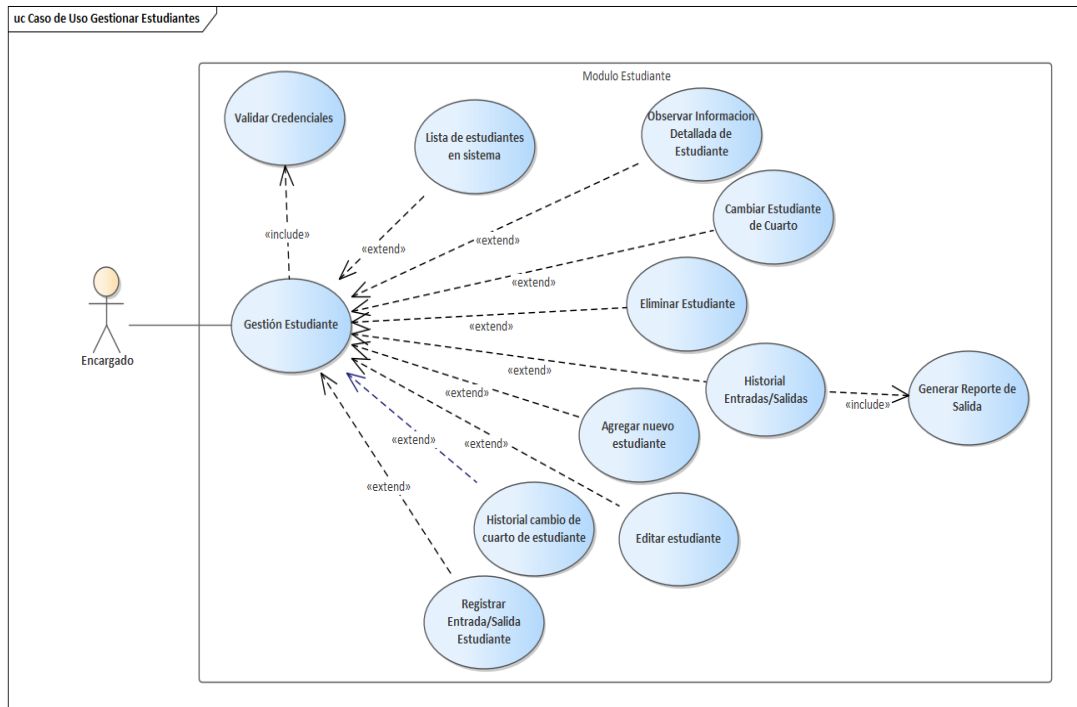 uc Caso de Uso Gestionar Estudiantes
Modulo Estudiante
Validar Credenciales
Lista de estudiantes
en sistema
Observar Informacion
Detallada de
Estudiante
Cambiar Estudiante
de Cuarto
«include»
«extend»
«extend»
«extend»
Eliminar Estudiante
Gestión Estudiante
«extend»
Encargado
«extend»
Historial
Entradas/Salidas
«include»
Generar Reporte de
Salida
Agregar nuevo
estudiante
«extend»
«extend»
«extend»
Historial cambio de
cuarto de estudiante
Editar estudiante
Registrar
Entrada/Salida
Estudiante
«extend»